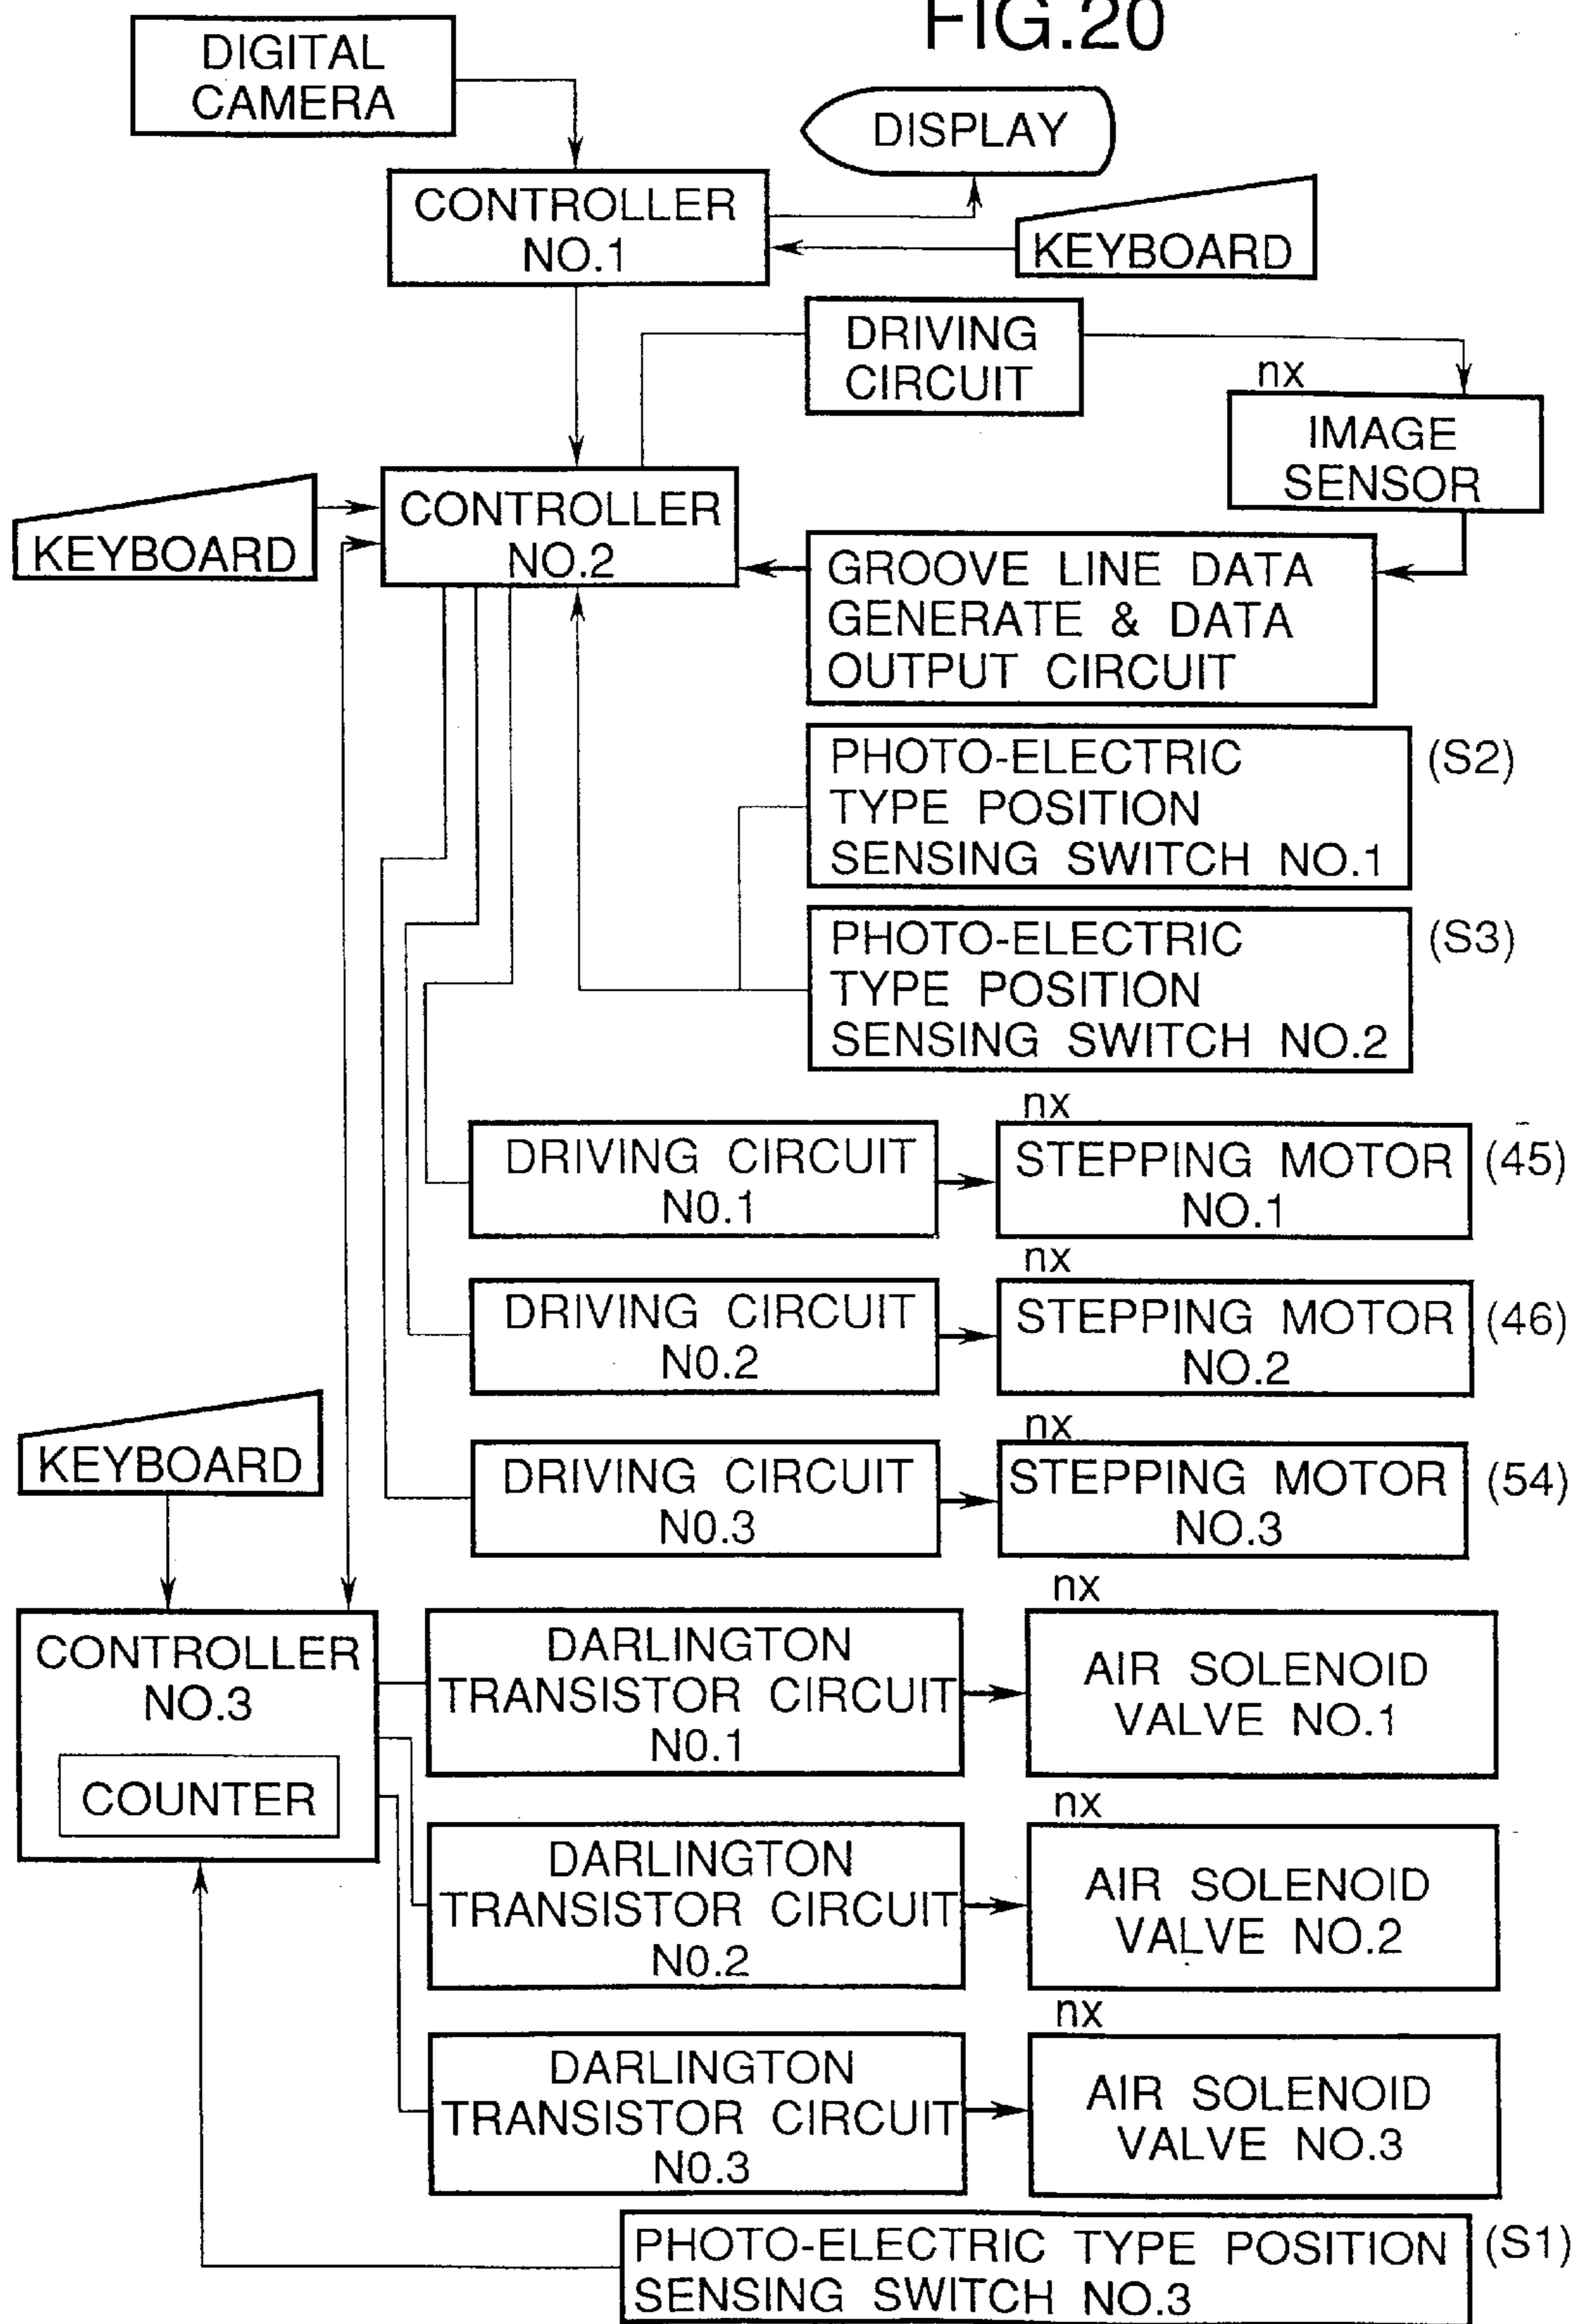 FIG.20
DIGITAL
CAMERA
DISPLAY
CONTROLLER
NO.1
KEYBOARD
DRIVING
CIRCUIT
nx
IMAGE
SENSOR
KEYBOARD
CONTROLLER
NO.2
GROOVE LINE DATA
GENERATE & DATA
OUTPUT CIRCUIT
PHOTO-ELECTRIC
TYPE POSITION
SENSING SWITCH NO.1
(S2)
PHOTO-ELECTRIC
TYPE POSITION
SENSING SWITCH NO.2
(S3)
DRIVING CIRCUIT
N0.1
nx
STEPPING MOTOR
NO.1
(45)
DRIVING CIRCUIT
N0.2
nx
STEPPING MOTOR
NO.2
(46)
KEYBOARD
DRIVING CIRCUIT
N0.3
nx
STEPPING MOTOR
NO.3
(54)
CONTROLLER
NO.3
COUNTER
DARLINGTON
TRANSISTOR CIRCUIT
N0.1
nx
AIR SOLENOID
VALVE NO.1
DARLINGTON
TRANSISTOR CIRCUIT
N0.2
nx
AIR SOLENOID
VALVE NO.2
DARLINGTON
TRANSISTOR CIRCUIT
N0.3
nx
AIR SOLENOID
VALVE NO.3
PHOTO-ELECTRIC TYPE POSITION
SENSING SWITCH NO.3
(S1)